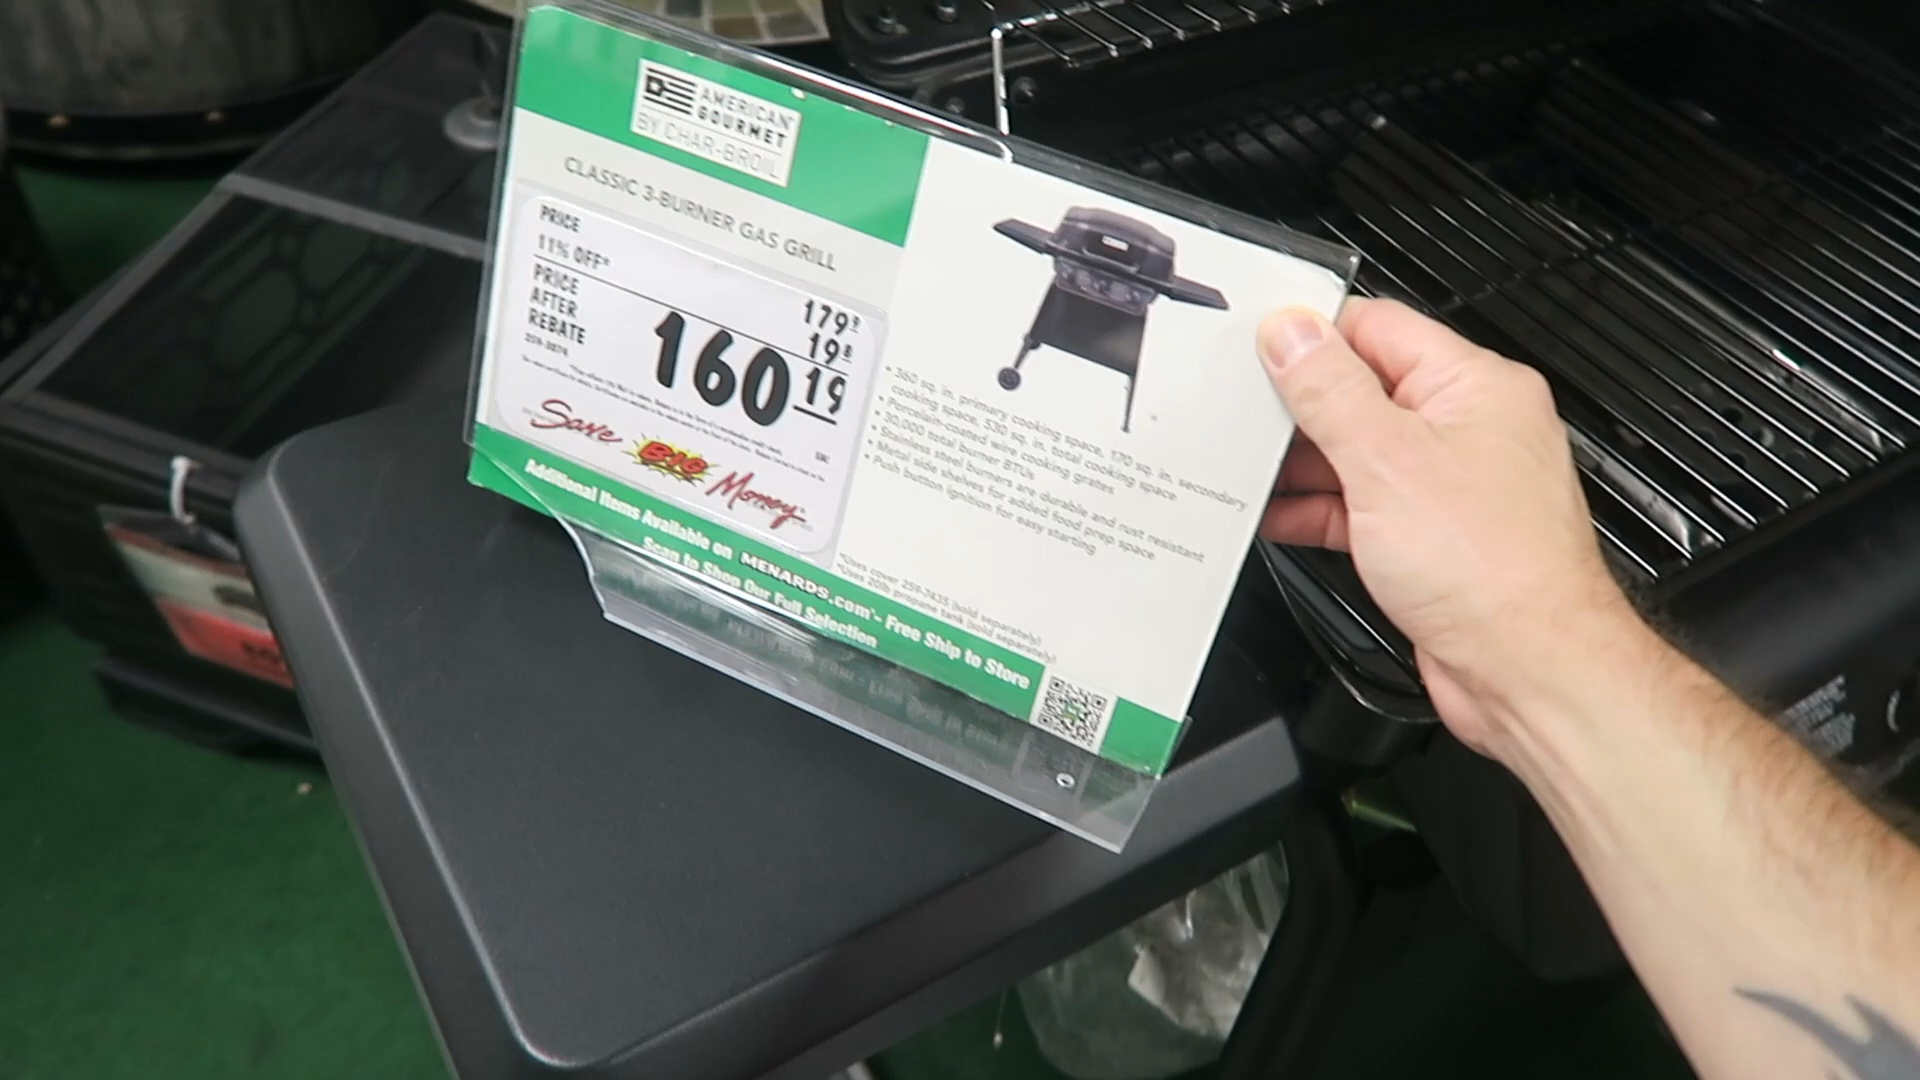 AMERICAN
GOURMET
BY CHAR-BROIL
CLASSIC 3-BURNER GAS GRILL
PRICE 179
11% OFF* 19
PRICE
AFTER
REBATE
160 19
Save BIG Money
• 360 sq. in. primary cooking space, 170 sq. in. secondary
cooking space, 530 sq. in. total cooking space
• Porcelain-coated wire cooking grates
• 30,000 total burner BTUs
• Stainless steel burners are durable and rust resistant
• Metal side shelves for added food prep space
• Push button ignition for easy starting
*Uses cover 259-7435 (sold separately)
*Uses 20lb propane tank (sold separately)
Additional Items Available on MENARDS.com® - Free Ship to Store
Scan to Shop Our Full Selection